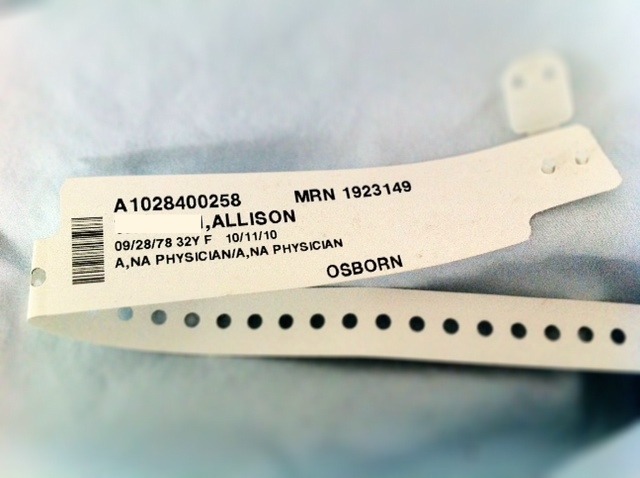 A1028400258 MRN 1923149
,ALLISON
09/28/78 32Y F 10/11/10
A,NA PHYSICIAN/A,NA PHYSICIAN
OSBORN